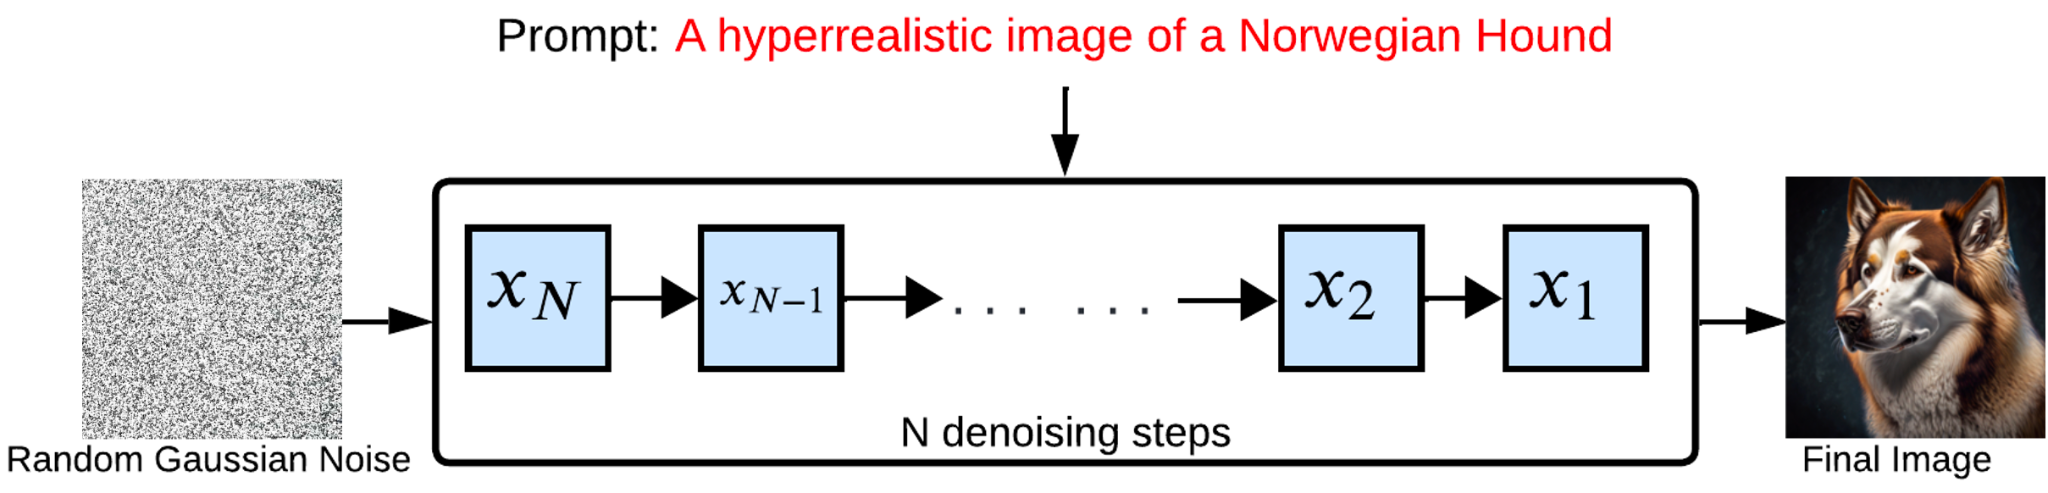 Prompt: A hyperrealistic image of a Norwegian Hound
x_N x_{N-1} . . . . . . x_2 x_1
N denoising steps
Random Gaussian Noise
Final Image